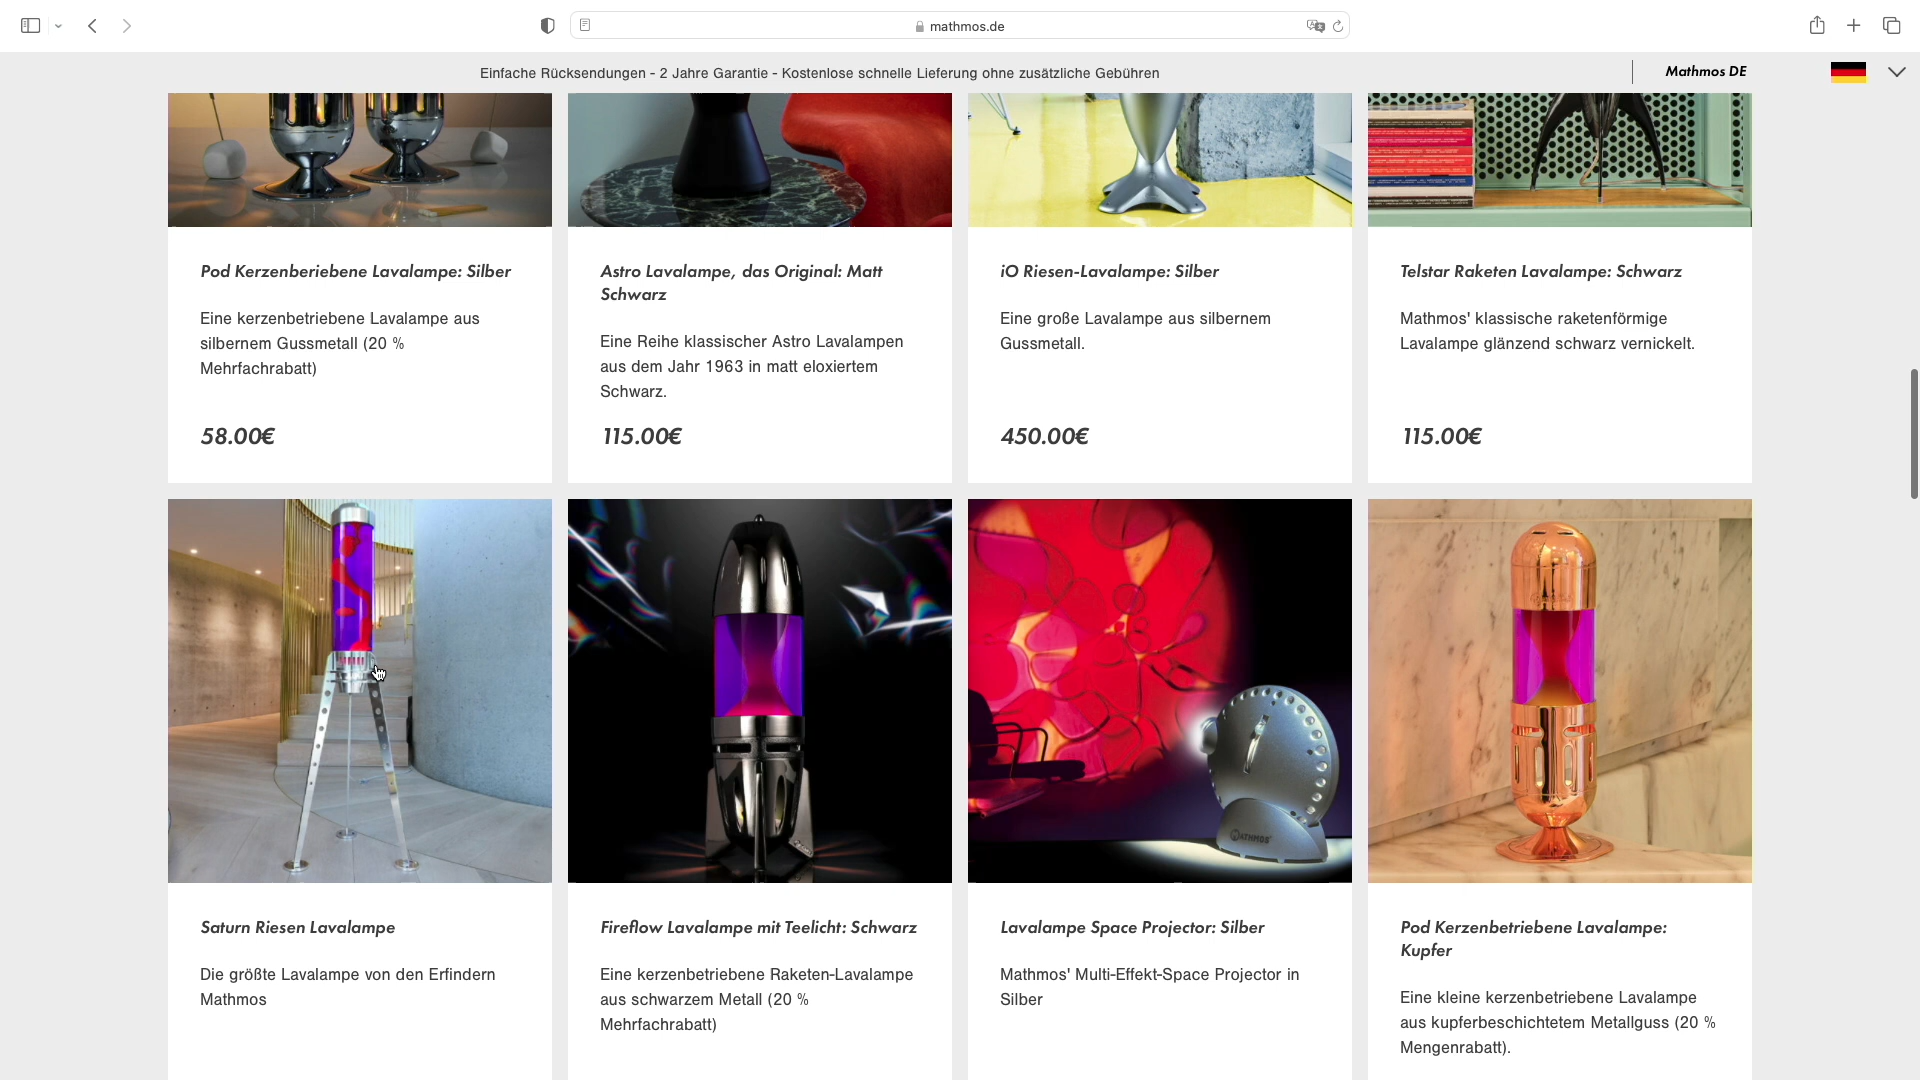 mathmos.de
Einfache Rücksendungen - 2 Jahre Garantie - Kostenlose schnelle Lieferung ohne zusätzliche Gebühren
Mathmos DE
Pod Kerzenberiebene Lavalampe: Silber
Eine kerzenbetriebene Lavalampe aus
silbernem Gussmetall (20 %
Mehrfachrabatt)
58.00€
Astro Lavalampe, das Original: Matt
Schwarz
Eine Reihe klassischer Astro Lavalampen
aus dem Jahr 1963 in matt eloxiertem
Schwarz.
115.00€
iO Riesen-Lavalampe: Silber
Eine große Lavalampe aus silbernem
Gussmetall.
450.00€
Telstar Raketen Lavalampe: Schwarz
Mathmos' klassische raketenförmige
Lavalampe glänzend schwarz vernickelt.
115.00€
MATHMOS
Saturn Riesen Lavalampe
Die größte Lavalampe von den Erfindern
Mathmos
Fireflow Lavalampe mit Teelicht: Schwarz
Eine kerzenbetriebene Raketen-Lavalampe
aus schwarzem Metall (20 %
Mehrfachrabatt)
Lavalampe Space Projector: Silber
Mathmos' Multi-Effekt-Space Projector in
Silber
Pod Kerzenbetriebene Lavalampe:
Kupfer
Eine kleine kerzenbetriebene Lavalampe
aus kupferbeschichtetem Metallguss (20 %
Mengenrabatt).